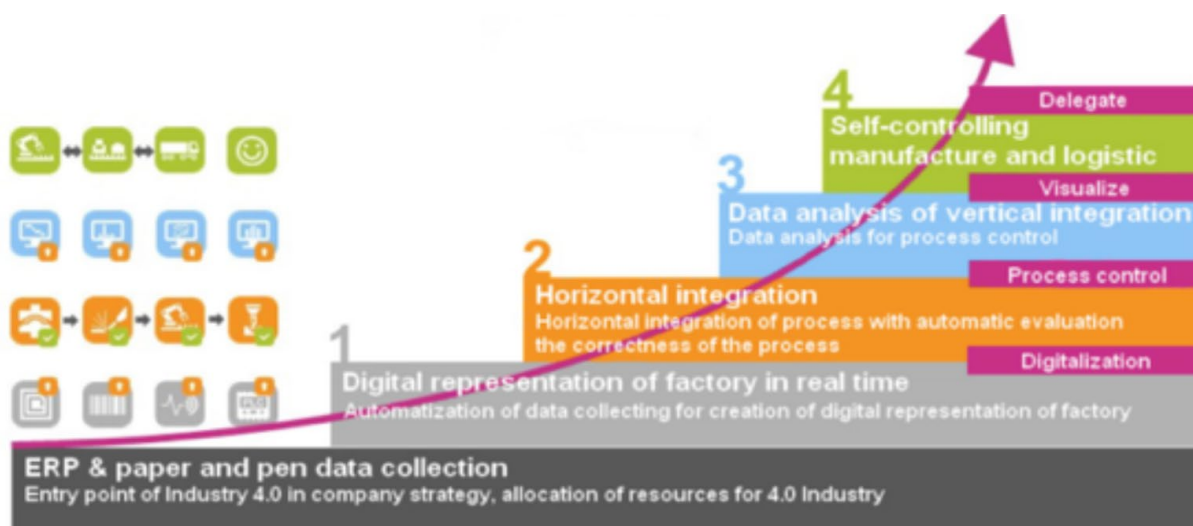 4
Delegate
Self-controlling
manufacture and logistic
3
Visualize
Data analysis of vertical integration
Data analysis for process control
2
Process control
Horizontal integration
Horizontal integration of process with automatic evaluation
the correctness of the process
1
Digitalization
Digital representation of factory in real time
Automatization of data collecting for creation of digital representation of factory
PLC
ERP & paper and pen data collection
Entry point of Industry 4.0 in company strategy, allocation of resources for 4.0 Industry